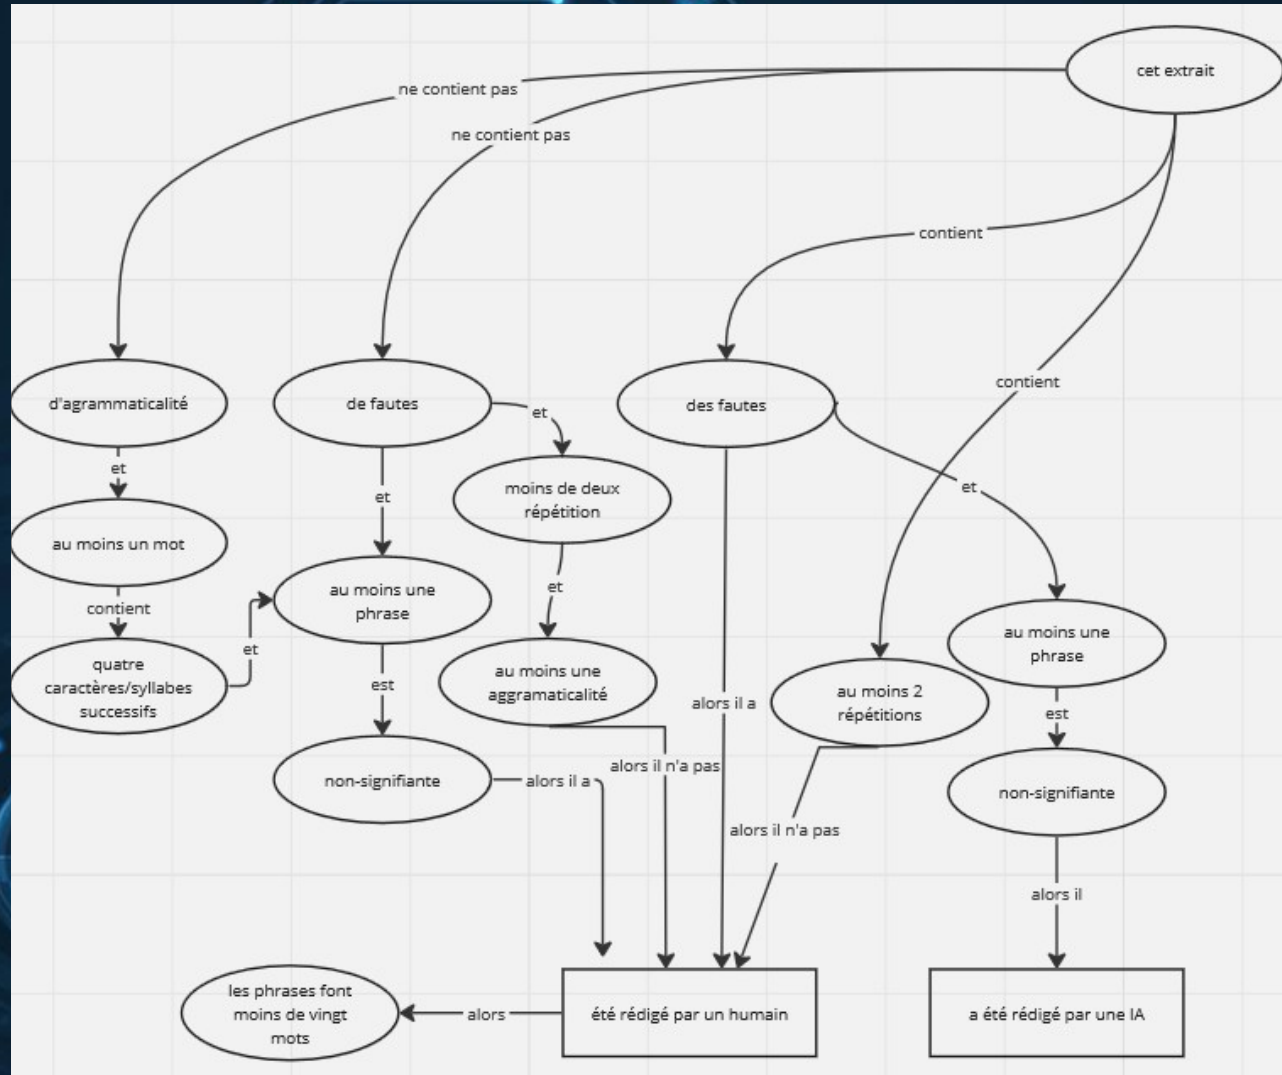 cet extrait
ne contient pas
ne contient pas
contient
contient
d'agrammaticalité
de fautes
des fautes
et
et
moins de deux
répétition
et
et
au moins un mot
et
contient
au moins une
phrase
et
au moins une
phrase
quatre
caractères/syllabes
successifs
est
au moins une
aggramaticalité
alors il a
au moins 2
répétitions
est
non-signifiante
alors il a
alors il n'a pas
alors il n'a pas
non-signifiante
alors il
les phrases font
moins de vingt
mots
alors
été rédigé par un humain
a été rédigé par une IA